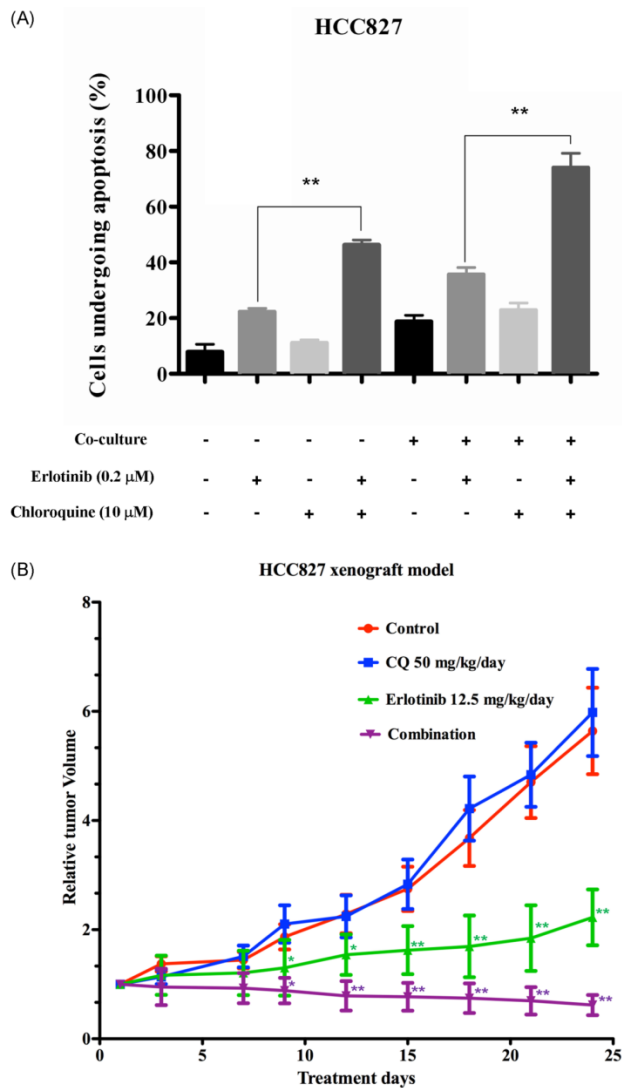 (A)
HCC827
Cells undergoing apoptosis (%)
100
80
60
40
20
0
**
**
Co-culture - - - - + + + +
Erlotinib (0.2 μM) - + - + - + - +
Chloroquine (10 μM) - - + + - - + +
(B)
HCC827 xenograft model
Relative tumor Volume
8
6
4
2
0
Control
CQ 50 mg/kg/day
Erlotinib 12.5 mg/kg/day
Combination
* * ** ** ** **
* ** ** ** ** **
0 5 10 15 20 25
Treatment days